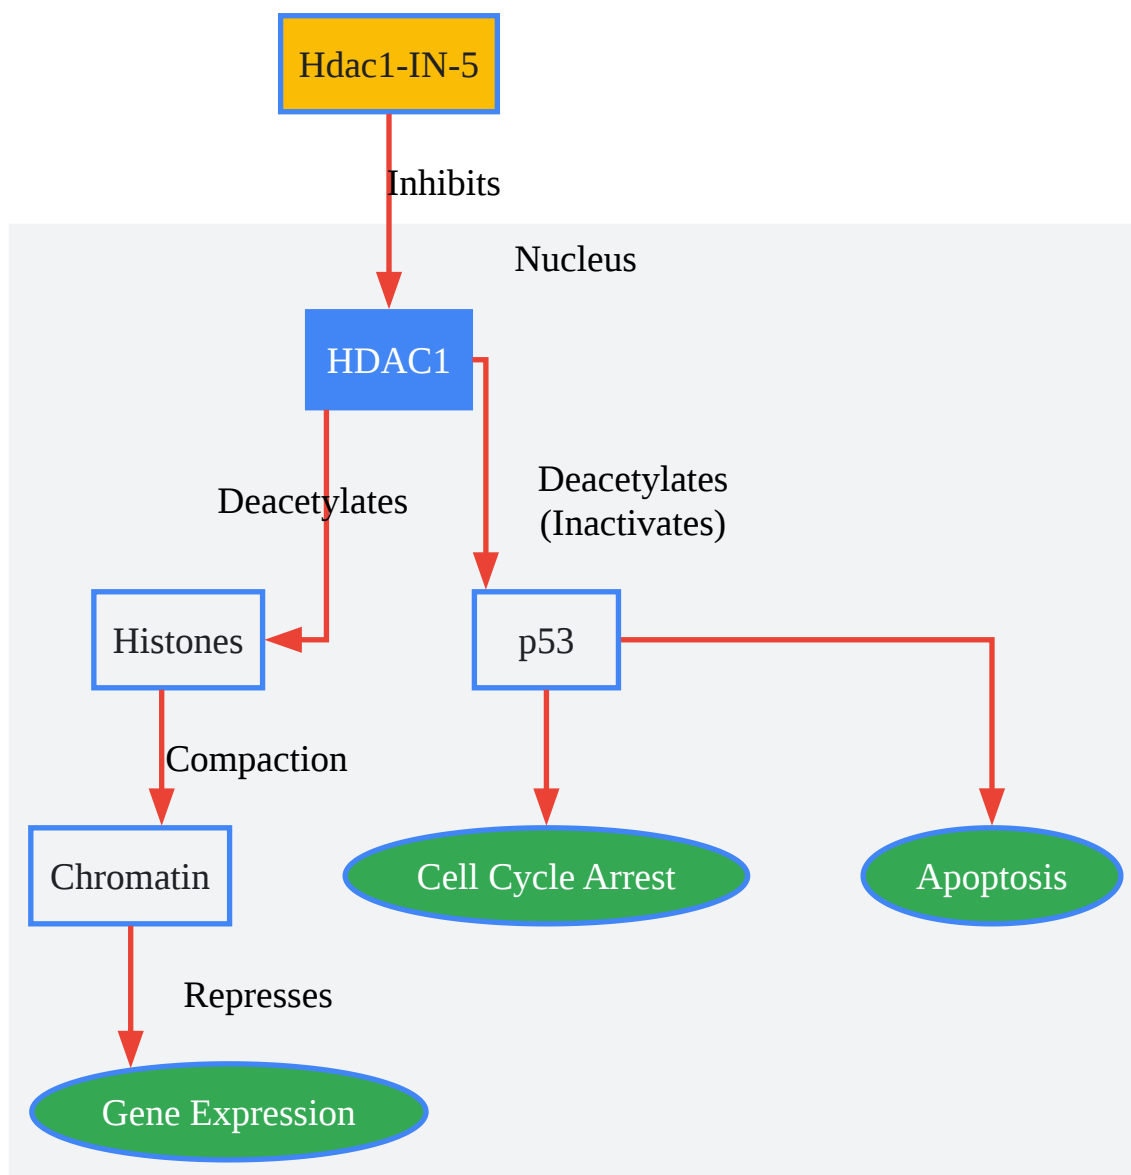 Hdac1-IN-5
Inhibits
Nucleus
HDAC1
Deacetylates
Deacetylates
(Inactivates)
Histones
p53
Compaction
Chromatin
Cell Cycle Arrest
Apoptosis
Represses
Gene Expression